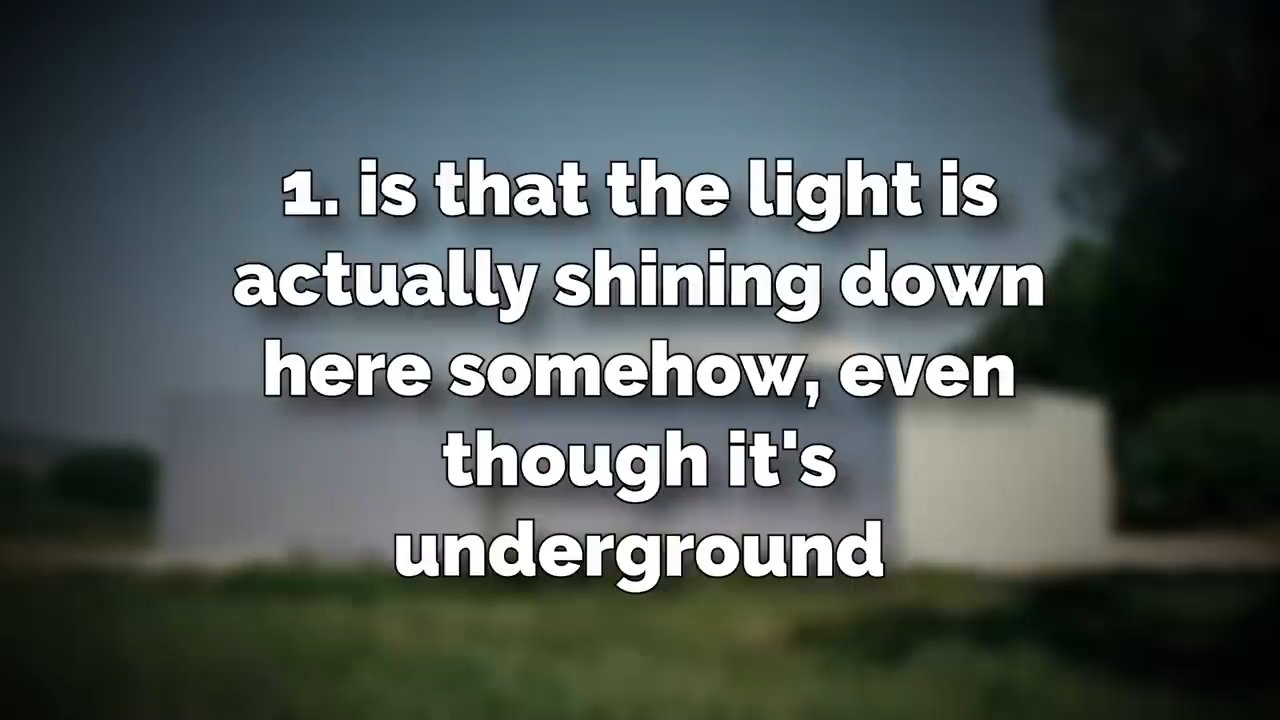 1. is that the light is
actually shining down
here somehow, even
though it's
underground